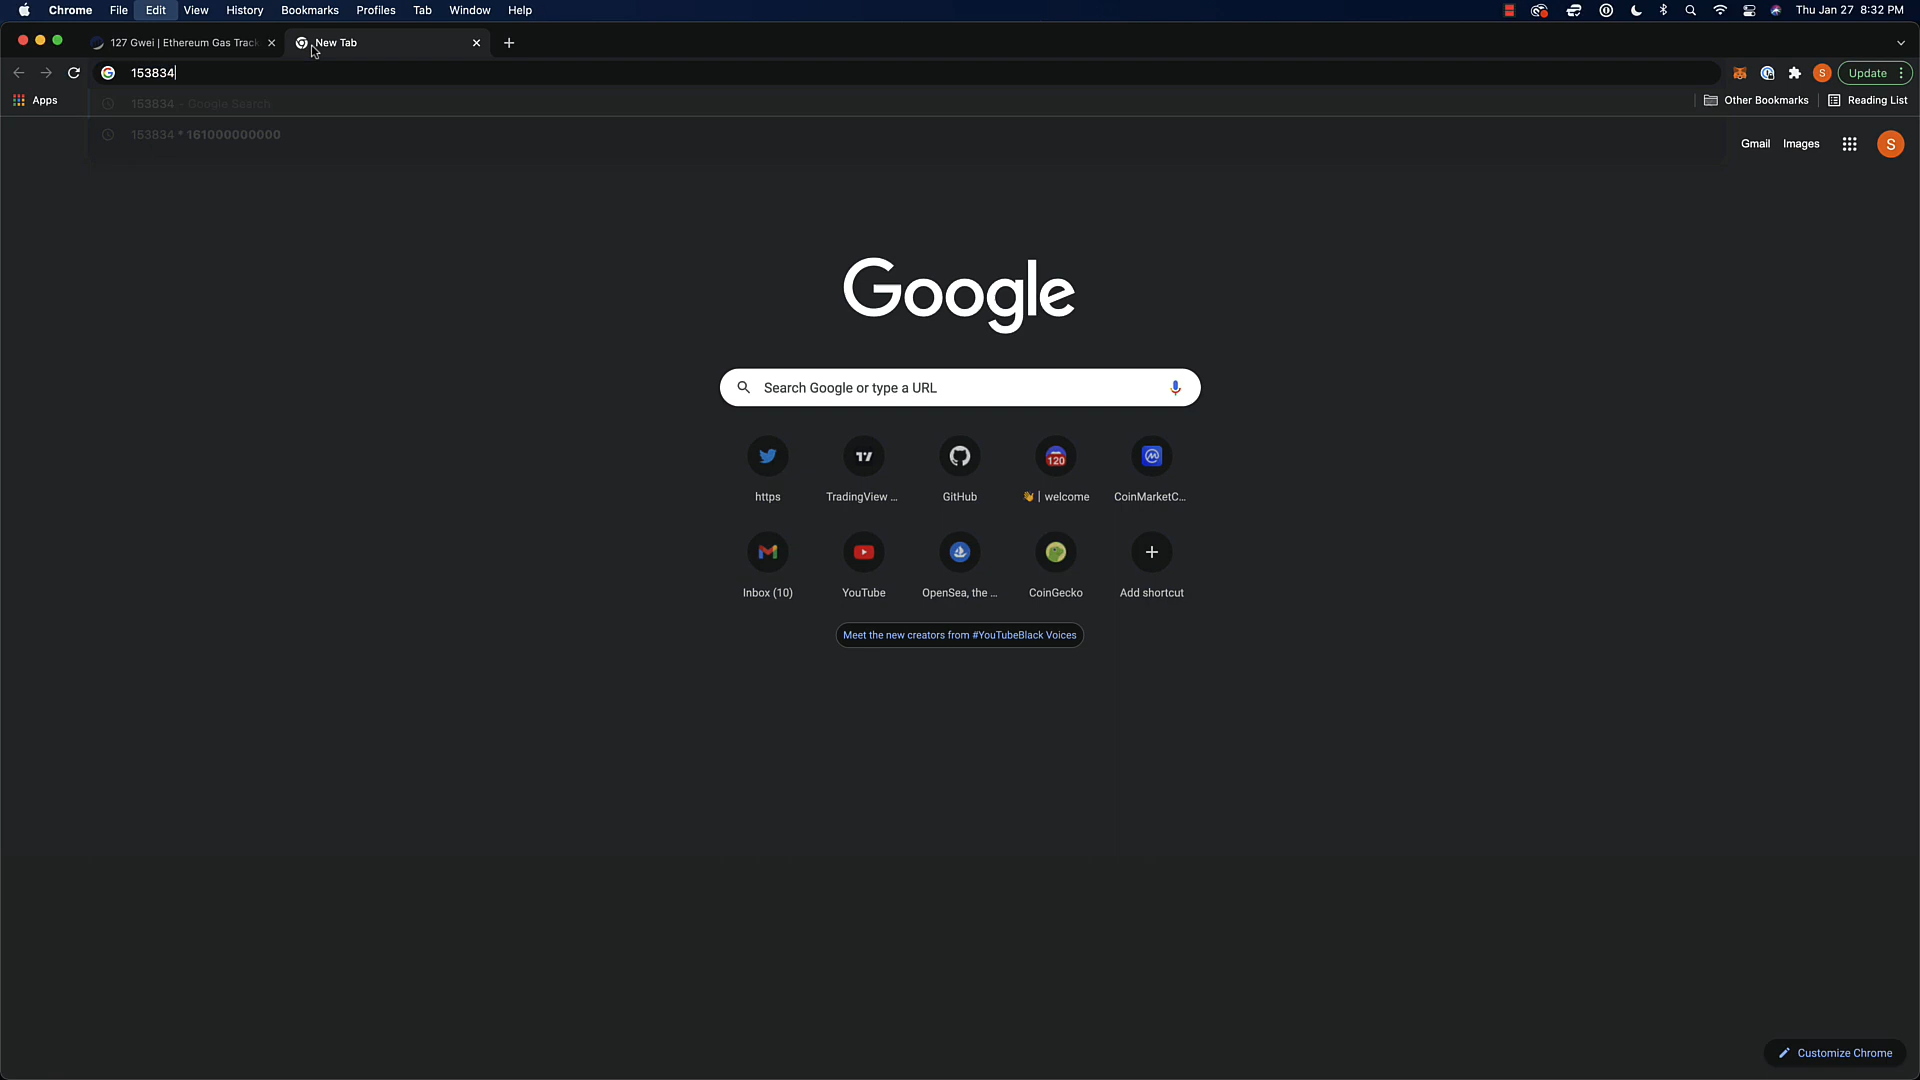 Chrome File Edit View History Bookmarks Profiles Tab Window Help Thu Jan 27 8:32 PM
127 Gwei | Ethereum Gas Track New Tab
153834 Update
Apps Other Bookmarks Reading List
153834 - Google Search
153834 * 161000000000
Gmail Images S
Google
Search Google or type a URL
120
https TradingView ... GitHub 👋 | welcome CoinMarketC...
Inbox (10) YouTube OpenSea, the ... CoinGecko Add shortcut
Meet the new creators from #YouTubeBlack Voices
Customize Chrome